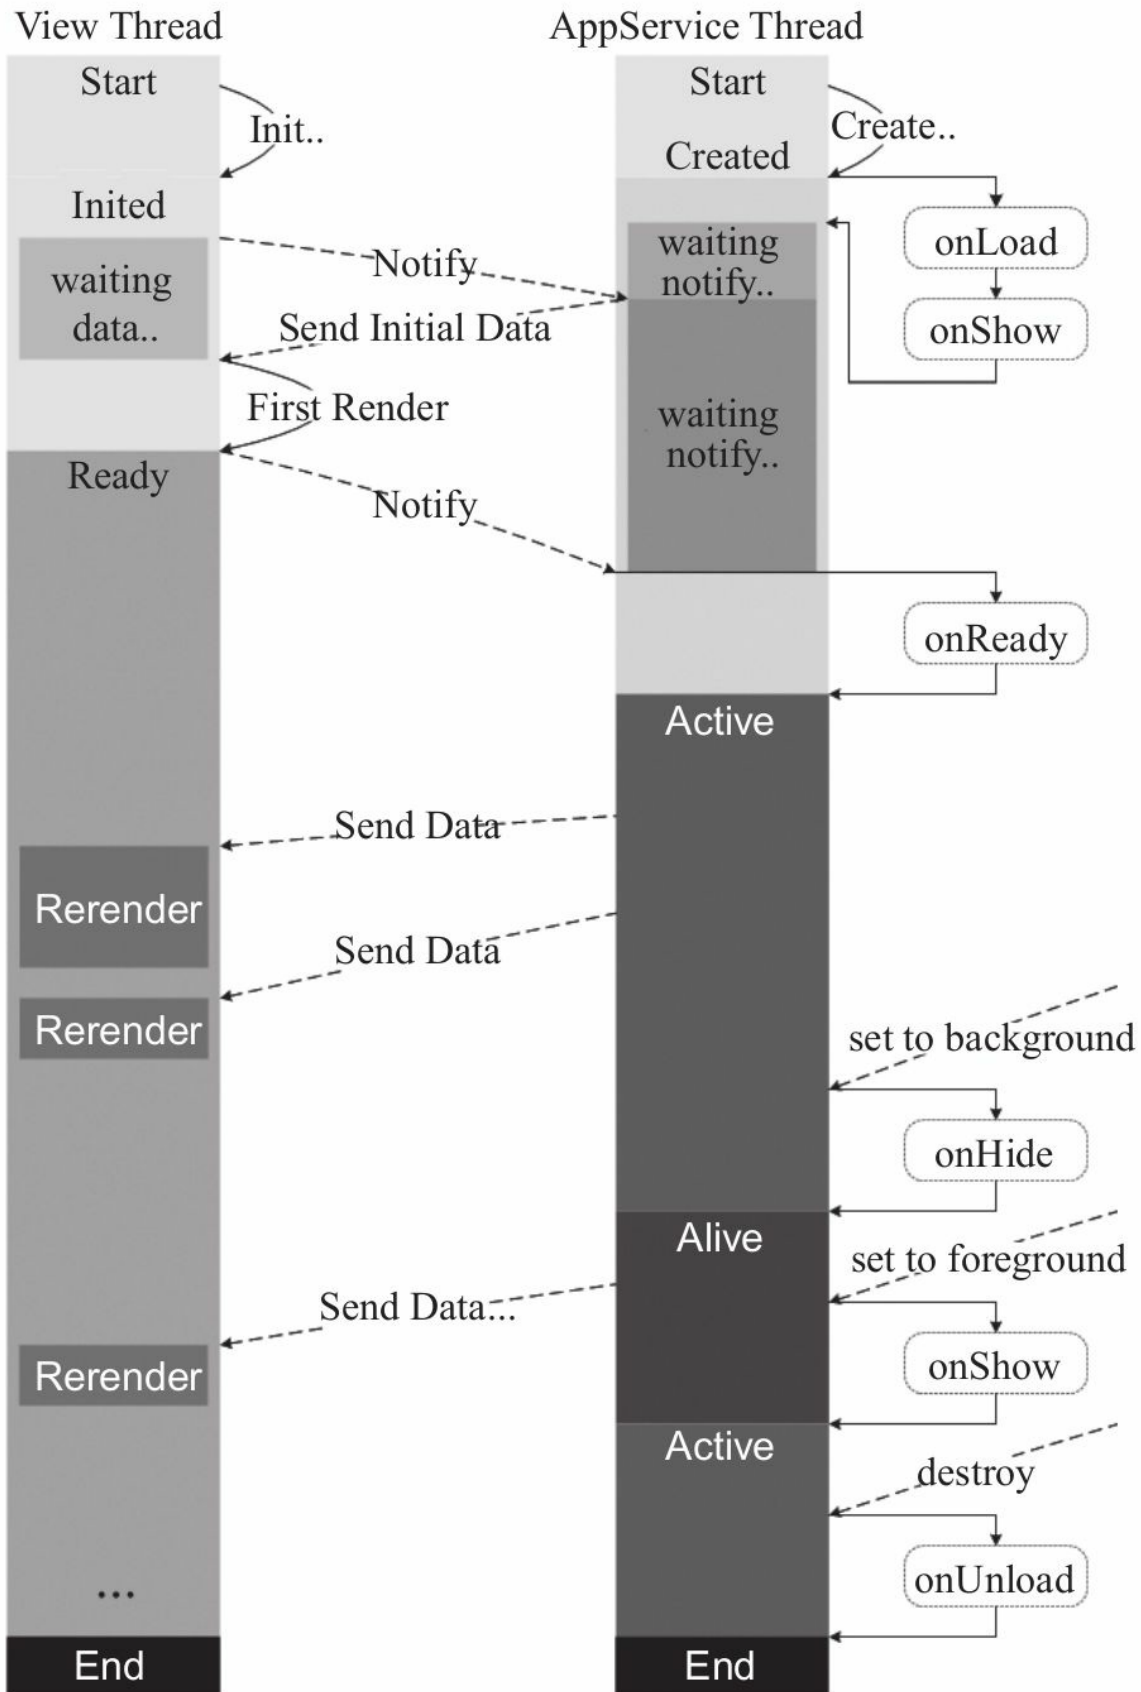 View Thread
AppService Thread
Start
Start
Init..
Create..
Created
Inited
onLoad
waiting
notify..
Notify
waiting
data..
Send Initial Data
onShow
First Render
waiting
notify..
Ready
Notify
onReady
Active
Send Data
Rerender
Send Data
Rerender
set to background
onHide
Alive
set to foreground
Send Data...
onShow
Rerender
Active
destroy
onUnload
...
End
End